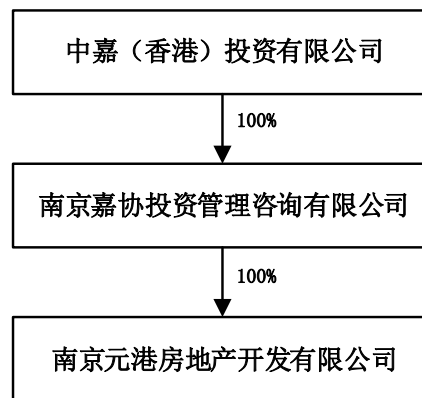 中嘉（香港）投资有限公司
100%
南京嘉协投资管理咨询有限公司
100%
南京元港房地产开发有限公司